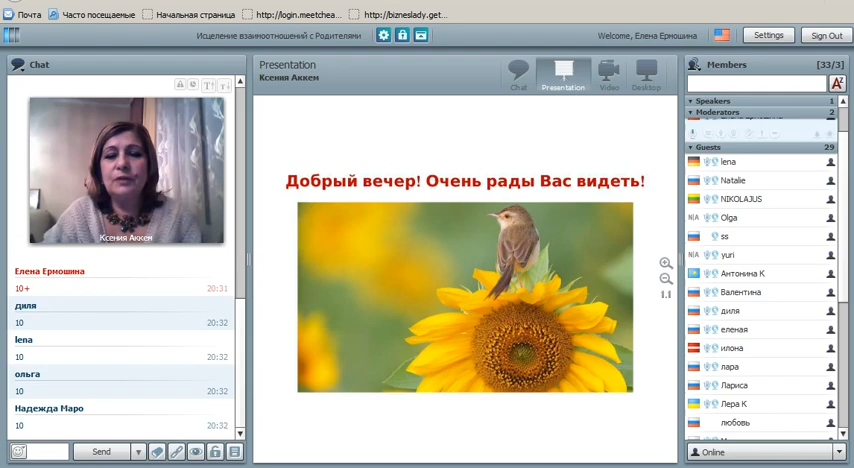 Почта
Часто посещаемые
Начальная страница
http://login.meetchea...
http://bizneslady.get...
Исцеление взаимоотношений с Родителями
Welcome, Елена Ермошина
Settings
Sign Out
Chat
Ксения Аккем
Елена Ермошина
10+ 20:31
диля
10 20:32
lena
10 20:32
ольга
10 20:32
Надежда Маро
10 20:32
Send
Presentation
Ксения Аккем
Chat
Presentation
Video
Desktop
Добрый вечер! Очень рады Вас видеть!
1.1
Members [33/3]
Speakers 1
Moderators 2
Guests 29
lena
Natalie
NIKOLAJUS
N/A Olga
ss
N/A yuri
Антонина К
Валентина
диля
еленая
илона
лара
Лариса
Лера К
любовь
Online